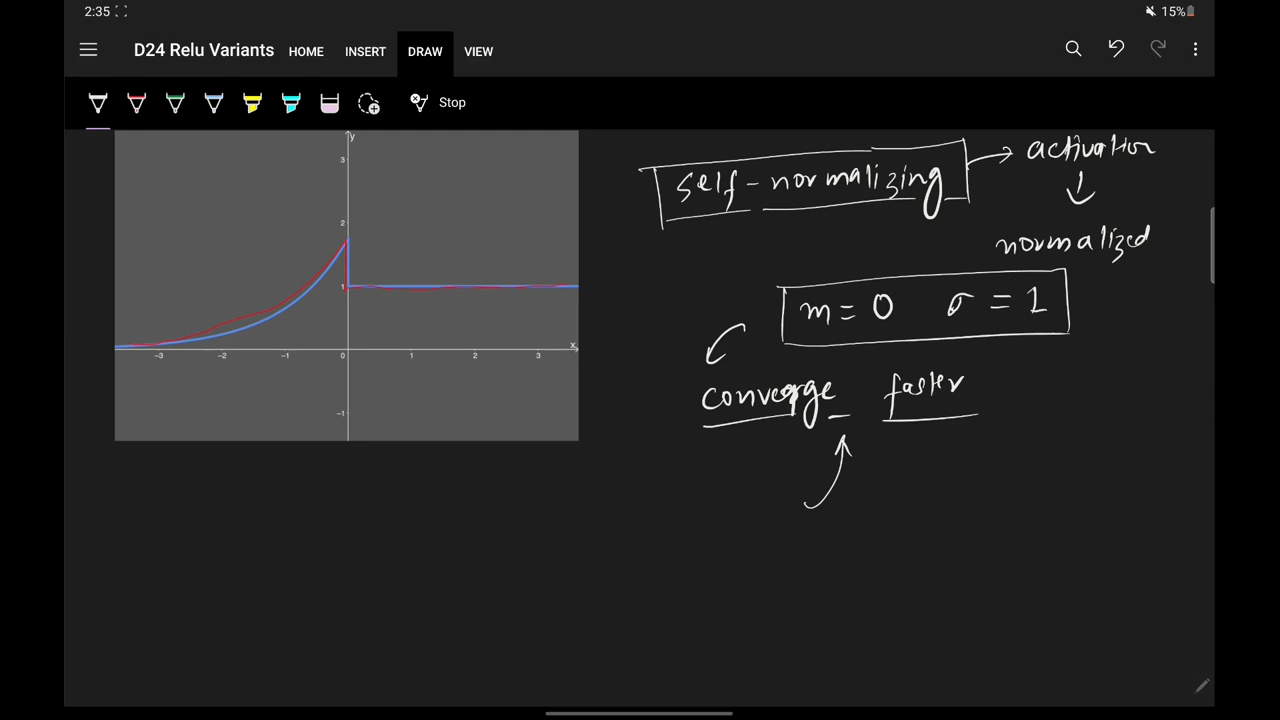 2:35
15%
D24 Relu Variants HOME INSERT DRAW VIEW
Stop
y
3
2
1
-3 -2 -1 0 1 2 3 x
-1
self-normalizing
activation
normalized
m = 0 σ = 1
converge faster